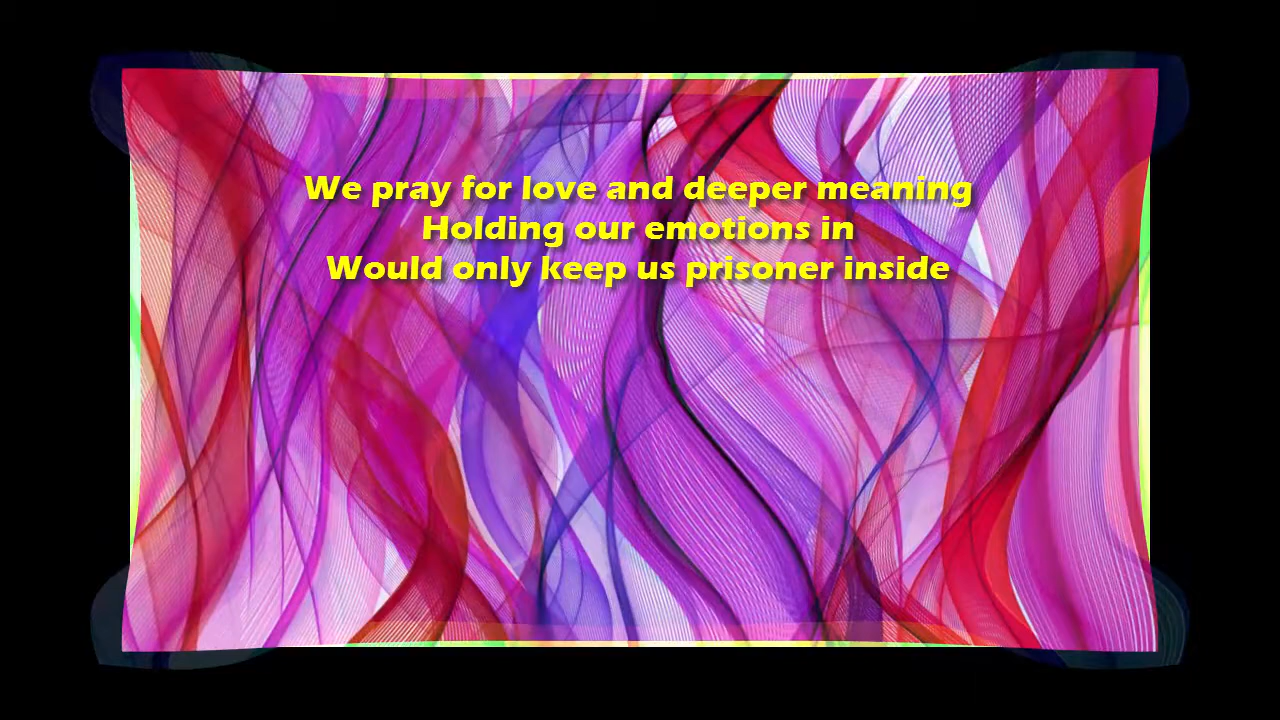 We pray for love and deeper meaning
Holding our emotions in
Would only keep us prisoner inside